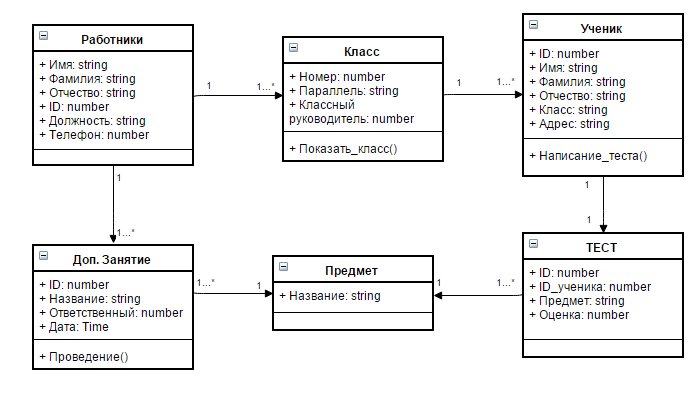 Работники
+ Имя: string
+ Фамилия: string
+ Отчество: string
+ ID: number
+ Должность: string
+ Телефон: number
1
1...*
Класс
+ Номер: number
+ Параллель: string
+ Классный
руководитель: number
+ Показать_класс()
1
1...*
Ученик
+ ID: number
+ Имя: string
+ Фамилия: string
+ Отчество: string
+ Класс: string
+ Адрес: string
+ Написание_теста()
1
1...*
1
1
Доп. Занятие
+ ID: number
+ Название: string
+ Ответственный: number
+ Дата: Time
+ Проведение()
1...*
1
Предмет
+ Название: string
1
1...*
ТЕСТ
+ ID: number
+ ID_ученика: number
+ Предмет: string
+ Оценка: number